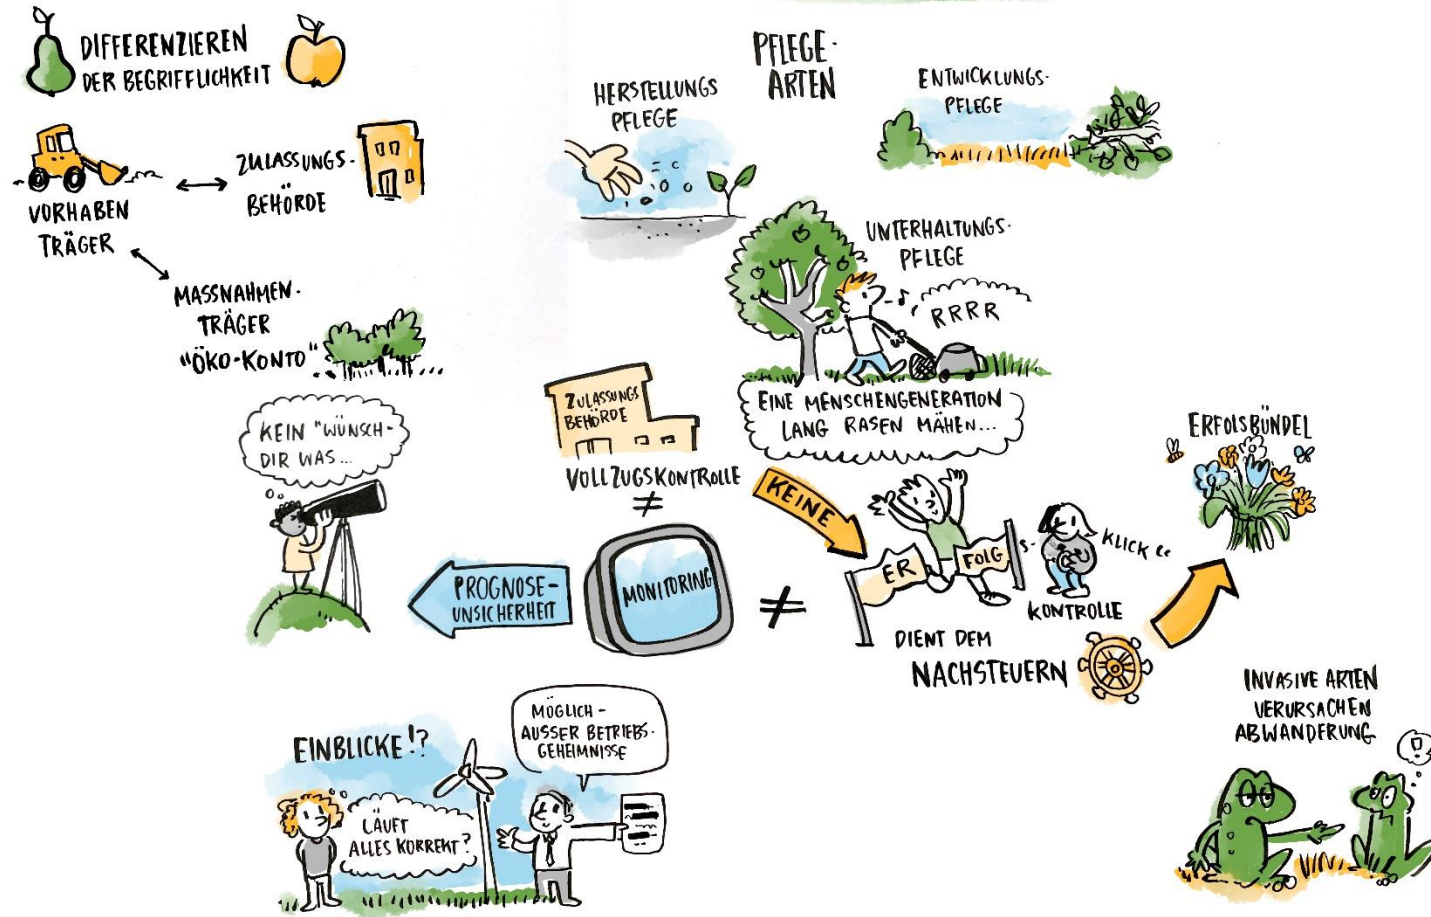 DIFFERENZIEREN
DER BEGRIFFLICHKEIT
VORHABEN
TRÄGER
ZULASSUNGS-
BEHÖRDE
MASSNAHMEN-
TRÄGER
"ÖKO-KONTO"
PFLEGE-
ARTEN
HERSTELLUNGS
PFLEGE
ENTWICKLUNGS-
PFLEGE
UNTERHALTUNGS-
PFLEGE
RRRR
EINE MENSCHENGENERATION
LANG RASEN MÄHEN...
KEIN "WÜNSCH-
DIR WAS...
ZULASSUNGS
BEHÖRDE
VOLLZUGSKONTROLLE
≠
KEINE
PROGNOSE-
UNSICHERHEIT
MONITORING
≠
ER FOLGS-
KLICK
KONTROLLE
DIENT DEM
NACHSTEUERN
ERFOLSBÜNDEL
EINBLICKE!?
LÄUFT
ALLES KORREKT?
MÖGLICH -
AUSSER BETRIEBS-
GEHEIMNISSE
INVASIVE ARTEN
VERURSACHEN
ABWANDERUNG
!